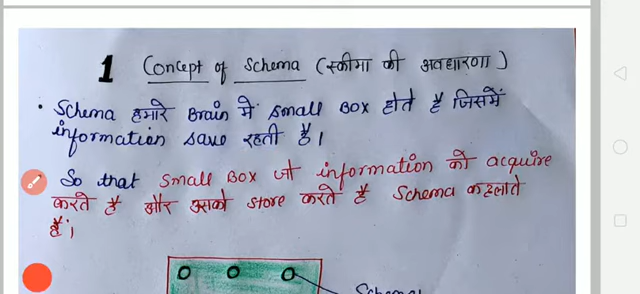 1 Concept of Schema (स्कीमा की अवधारणा)
• Schema हमारे Brain में small Box होते है जिसमें
information save रहती है।
So that small Box जो information को acquire
करते है और उसको store करते है Schema कहलाते
है।
Schema